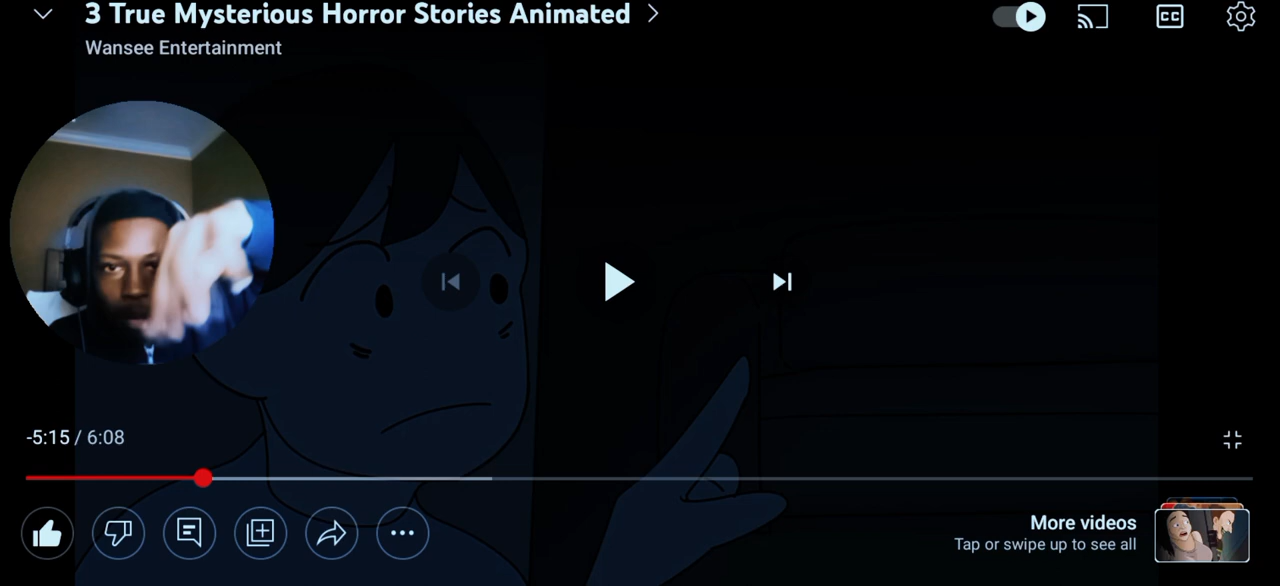 3 True Mysterious Horror Stories Animated
Wansee Entertainment
CC
-5:15 / 6:08
More videos
Tap or swipe up to see all